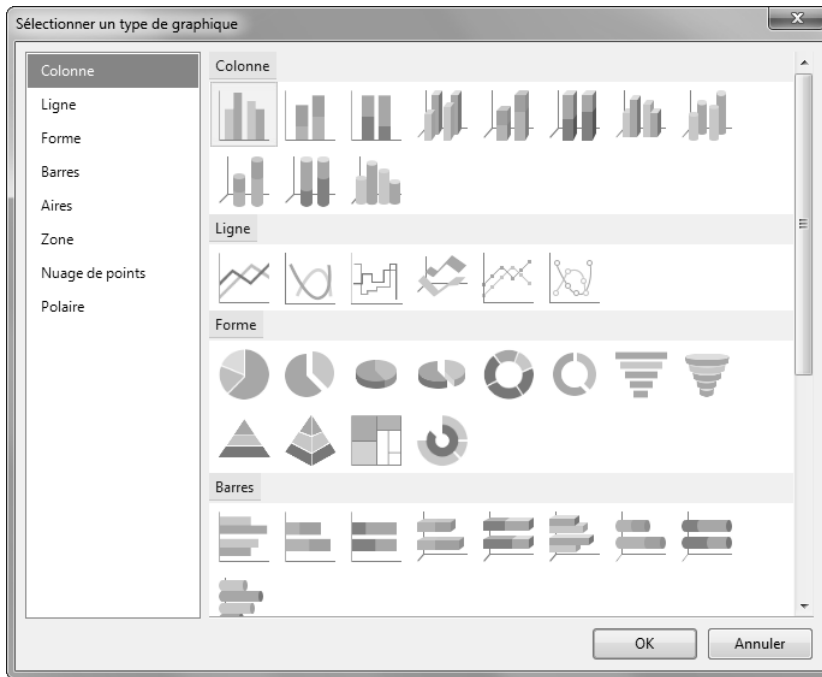 Sélectionner un type de graphique
Colonne
Ligne
Forme
Barres
Aires
Zone
Nuage de points
Polaire
Colonne
Ligne
Forme
Barres
OK
Annuler